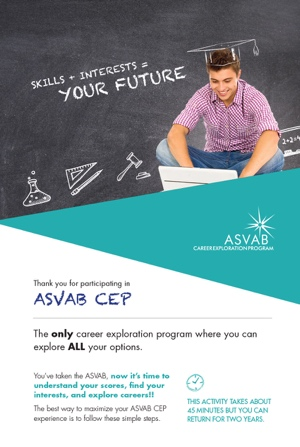 SKILLS + INTERESTS =
YOUR FUTURE
ASVAB
CAREER EXPLORATION PROGRAM
Thank you for participating in
ASVAB CEP
The only career exploration program where you can
explore ALL your options.
You've taken the ASVAB, now it's time to
understand your scores, find your
interests, and explore careers!!
The best way to maximize your ASVAB CEP
experience is to follow these simple steps.
THIS ACTIVITY TAKES ABOUT
45 MINUTES BUT YOU CAN
RETURN FOR TWO YEARS.